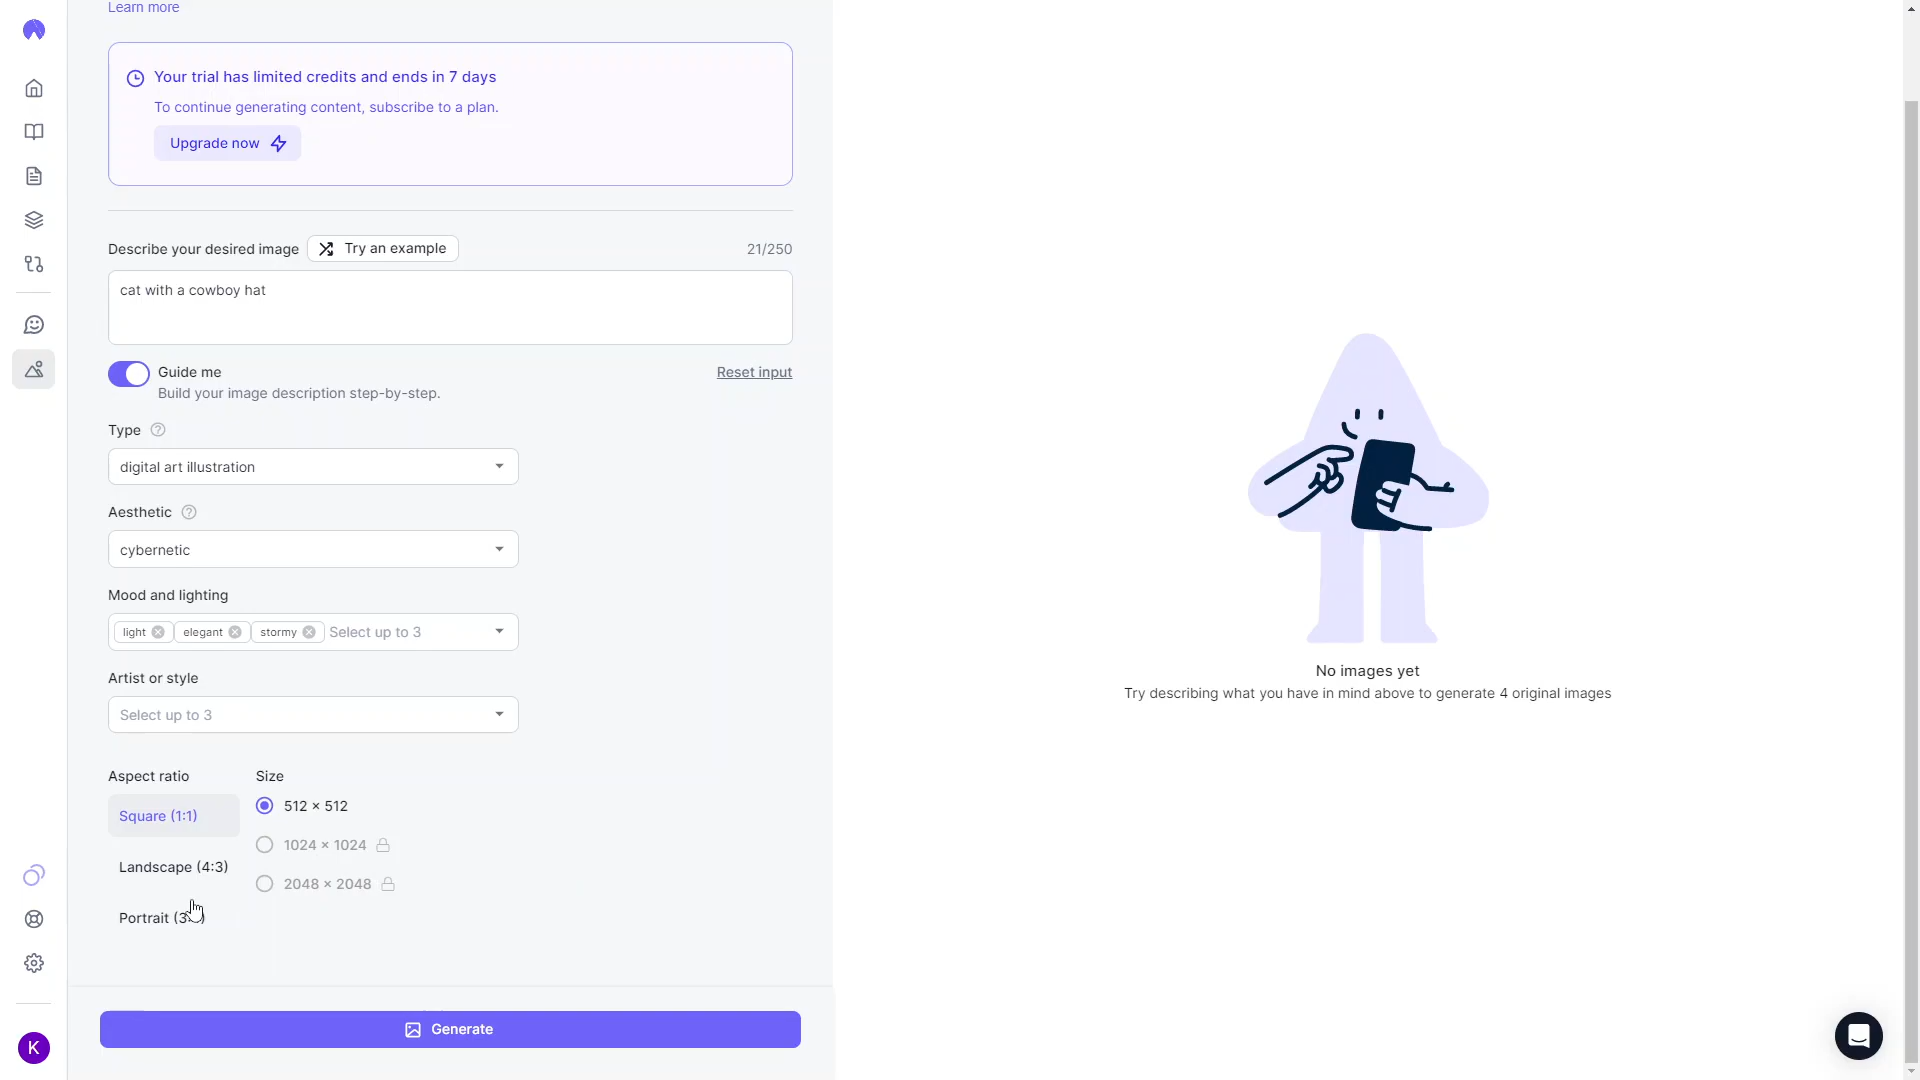 Learn more
Your trial has limited credits and ends in 7 days
To continue generating content, subscribe to a plan.
Upgrade now
Describe your desired image
Try an example
21/250
cat with a cowboy hat
Guide me
Reset input
Build your image description step-by-step.
Type
digital art illustration
Aesthetic
cybernetic
Mood and lighting
light elegant stormy Select up to 3
Artist or style
Select up to 3
Aspect ratio
Size
Square (1:1)
512 × 512
1024 × 1024
Landscape (4:3)
2048 × 2048
Portrait
Generate
K
No images yet
Try describing what you have in mind above to generate 4 original images